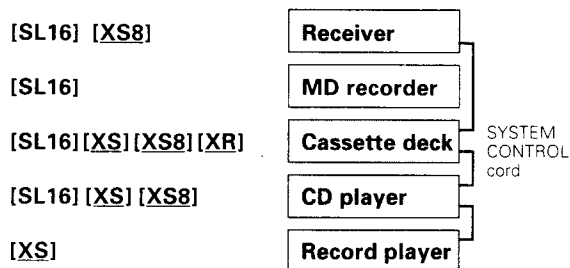 [SL16] [XS8] Receiver
[SL16] MD recorder
[SL16] [XS] [XS8] [XR] Cassette deck
SYSTEM
CONTROL
cord
[SL16] [XS] [XS8] CD player
[XS] Record player